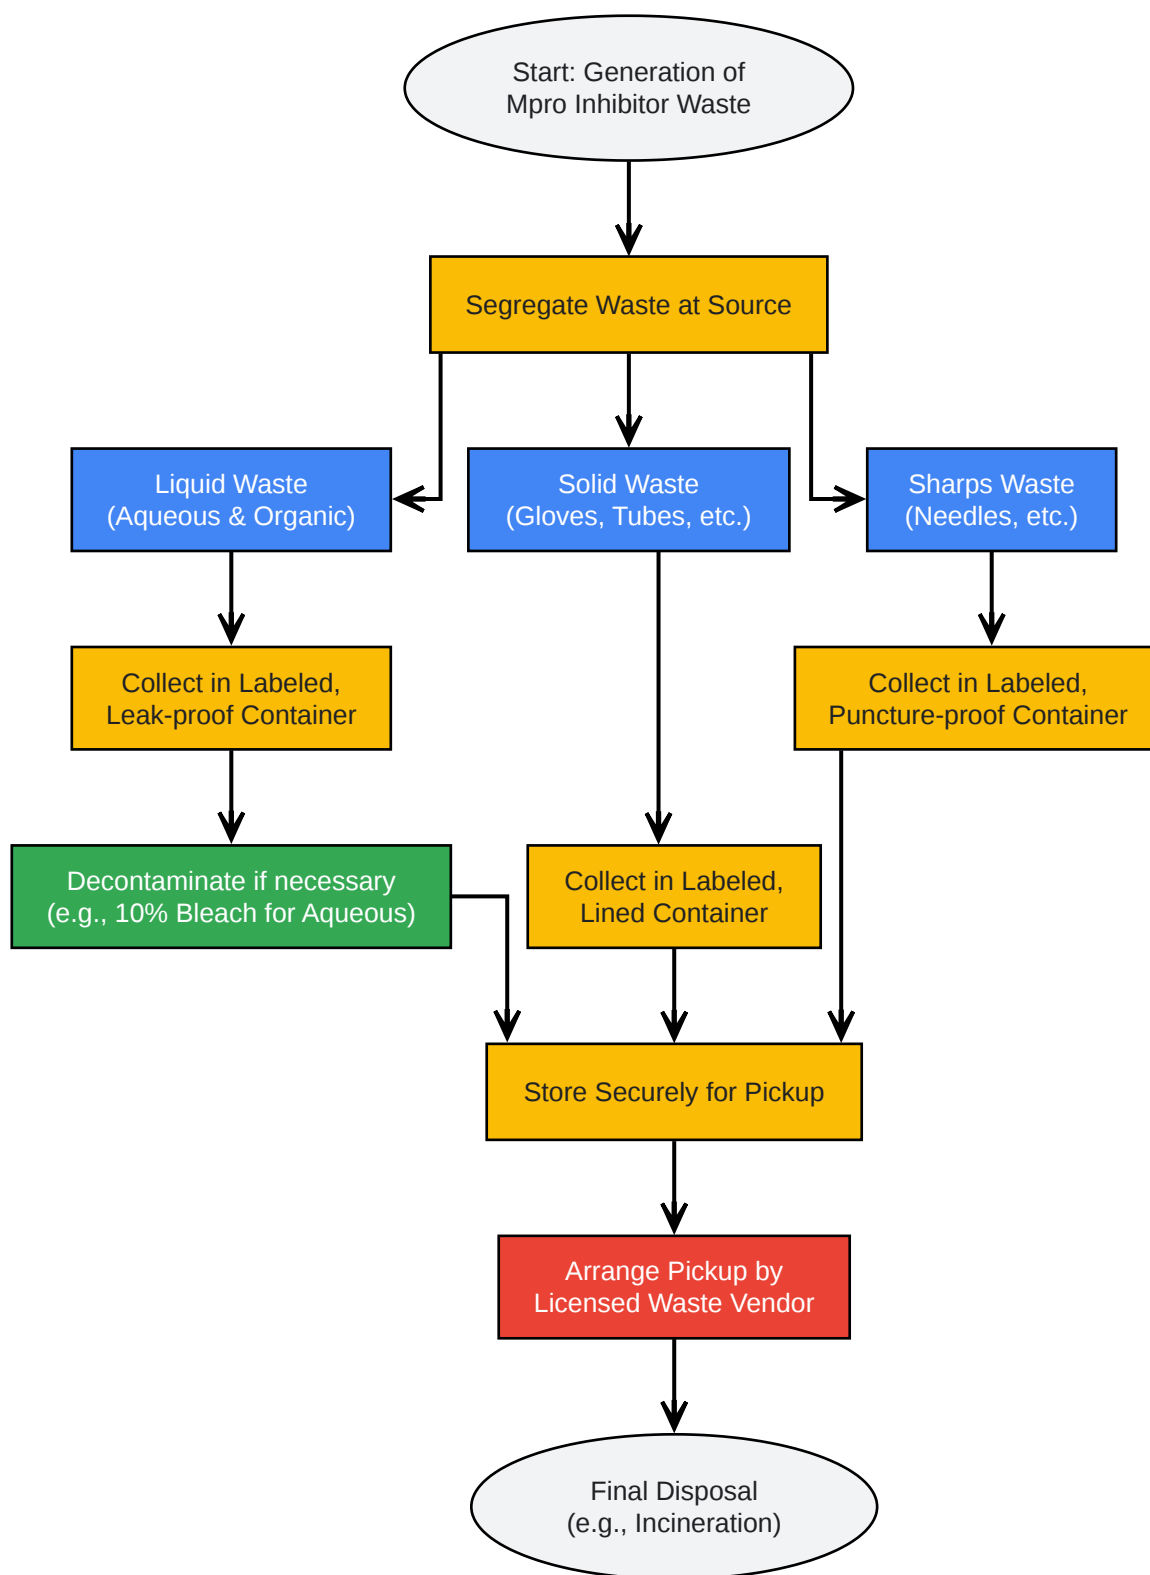 Start: Generation of
Mpro Inhibitor Waste
Segregate Waste at Source
Liquid Waste
(Aqueous & Organic)
Solid Waste
(Gloves, Tubes, etc.)
Sharps Waste
(Needles, etc.)
Collect in Labeled,
Leak-proof Container
Collect in Labeled,
Puncture-proof Container
Decontaminate if necessary
(e.g., 10% Bleach for Aqueous)
Collect in Labeled,
Lined Container
Store Securely for Pickup
Arrange Pickup by
Licensed Waste Vendor
Final Disposal
(e.g., Incineration)